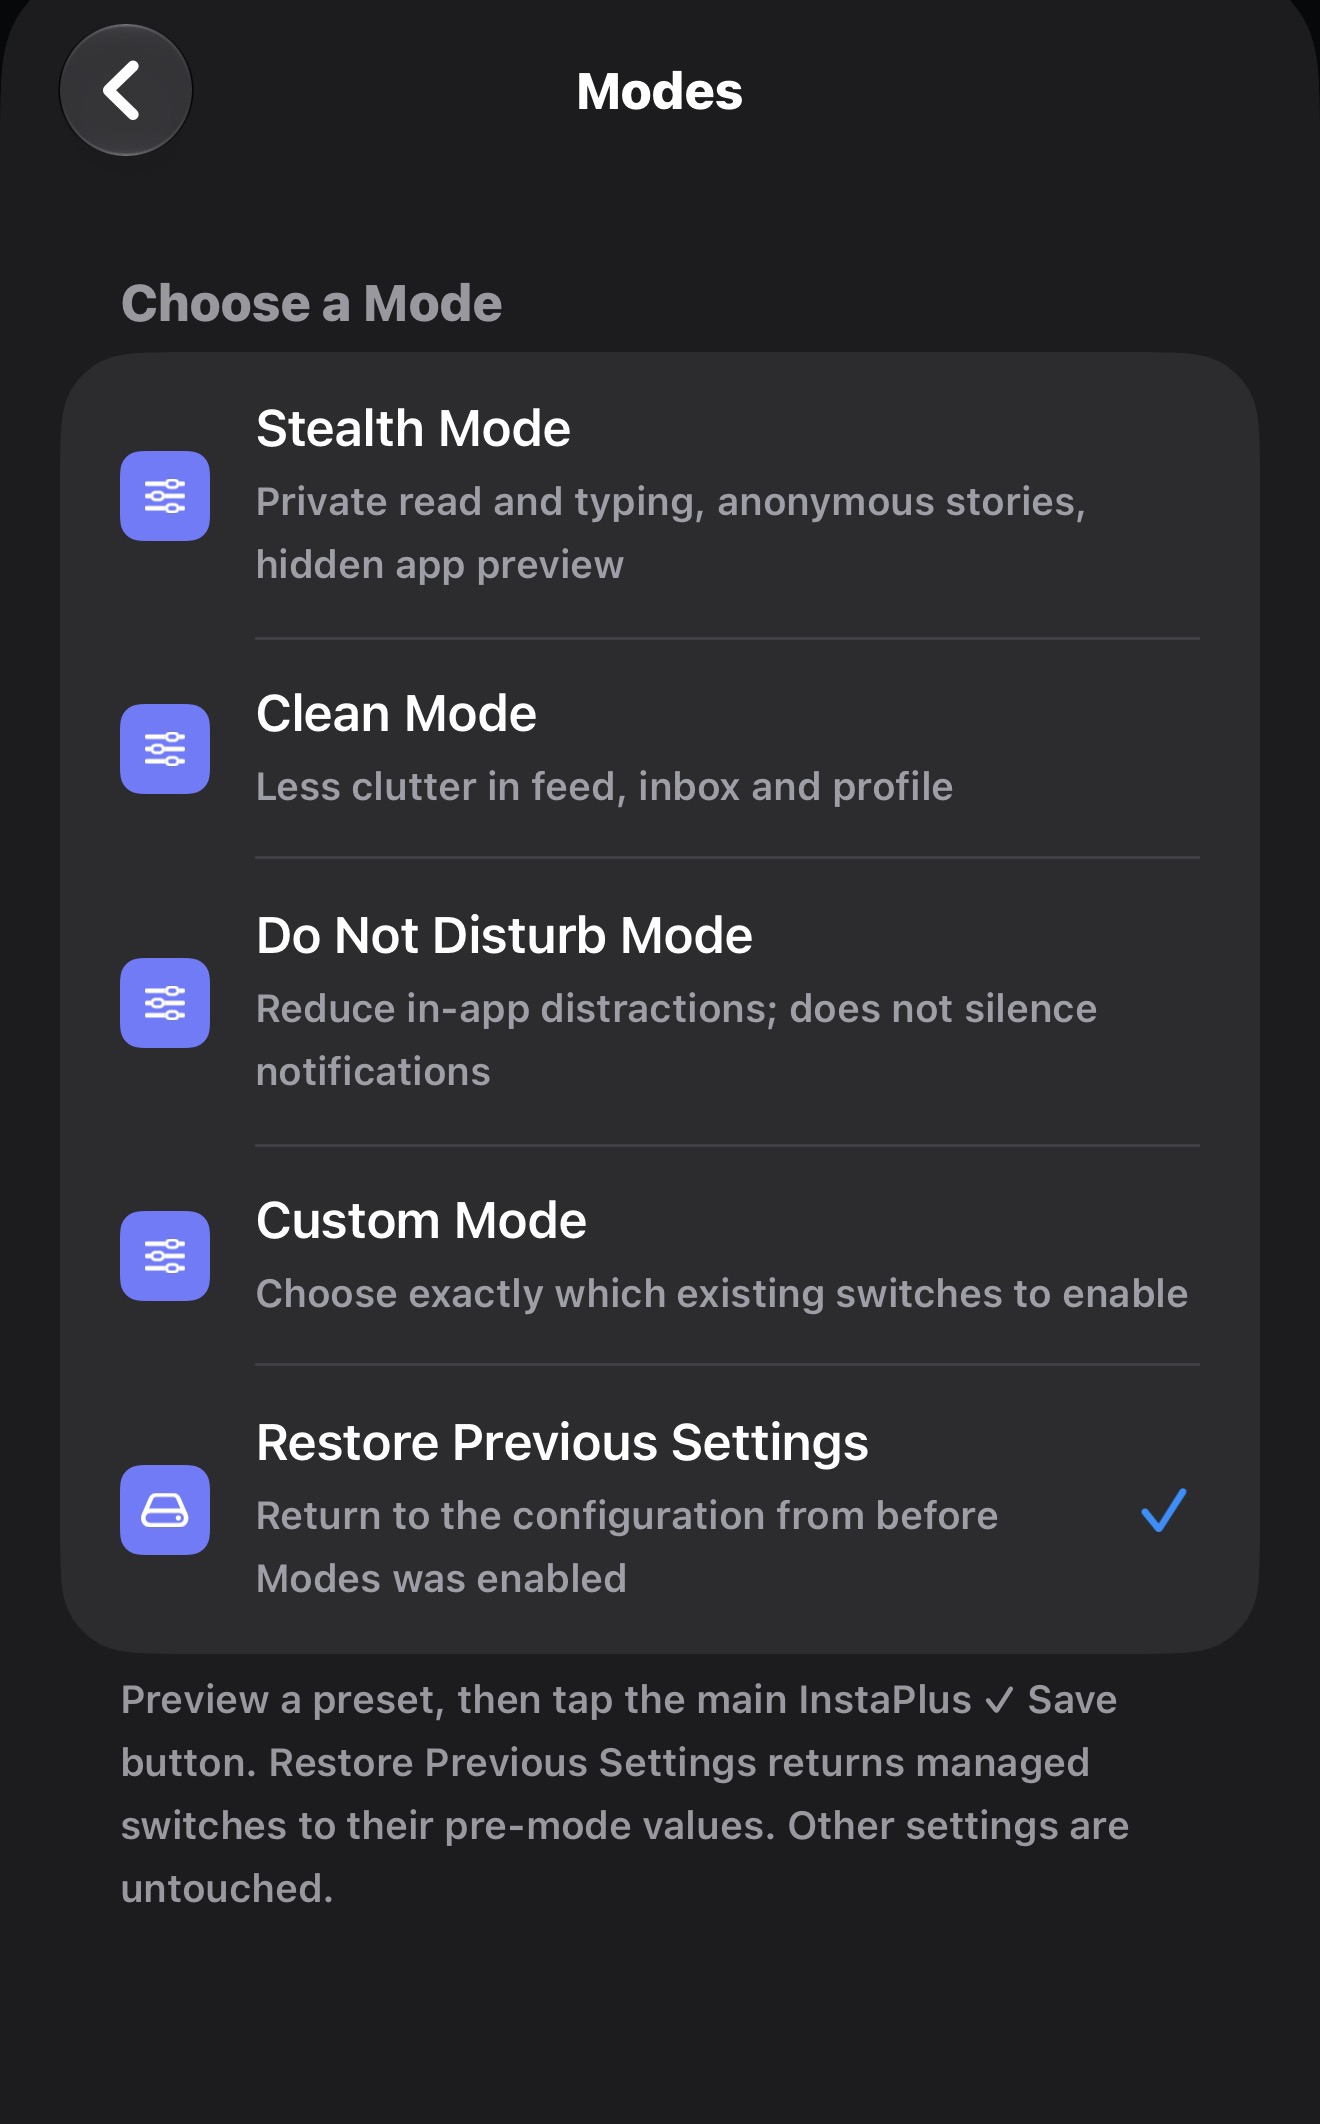 Modes
Choose a Mode
Stealth Mode
Private read and typing, anonymous stories,
hidden app preview
Clean Mode
Less clutter in feed, inbox and profile
Do Not Disturb Mode
Reduce in-app distractions; does not silence
notifications
Custom Mode
Choose exactly which existing switches to enable
Restore Previous Settings
Return to the configuration from before
Modes was enabled
Preview a preset, then tap the main InstaPlus ✓ Save
button. Restore Previous Settings returns managed
switches to their pre-mode values. Other settings are
untouched.